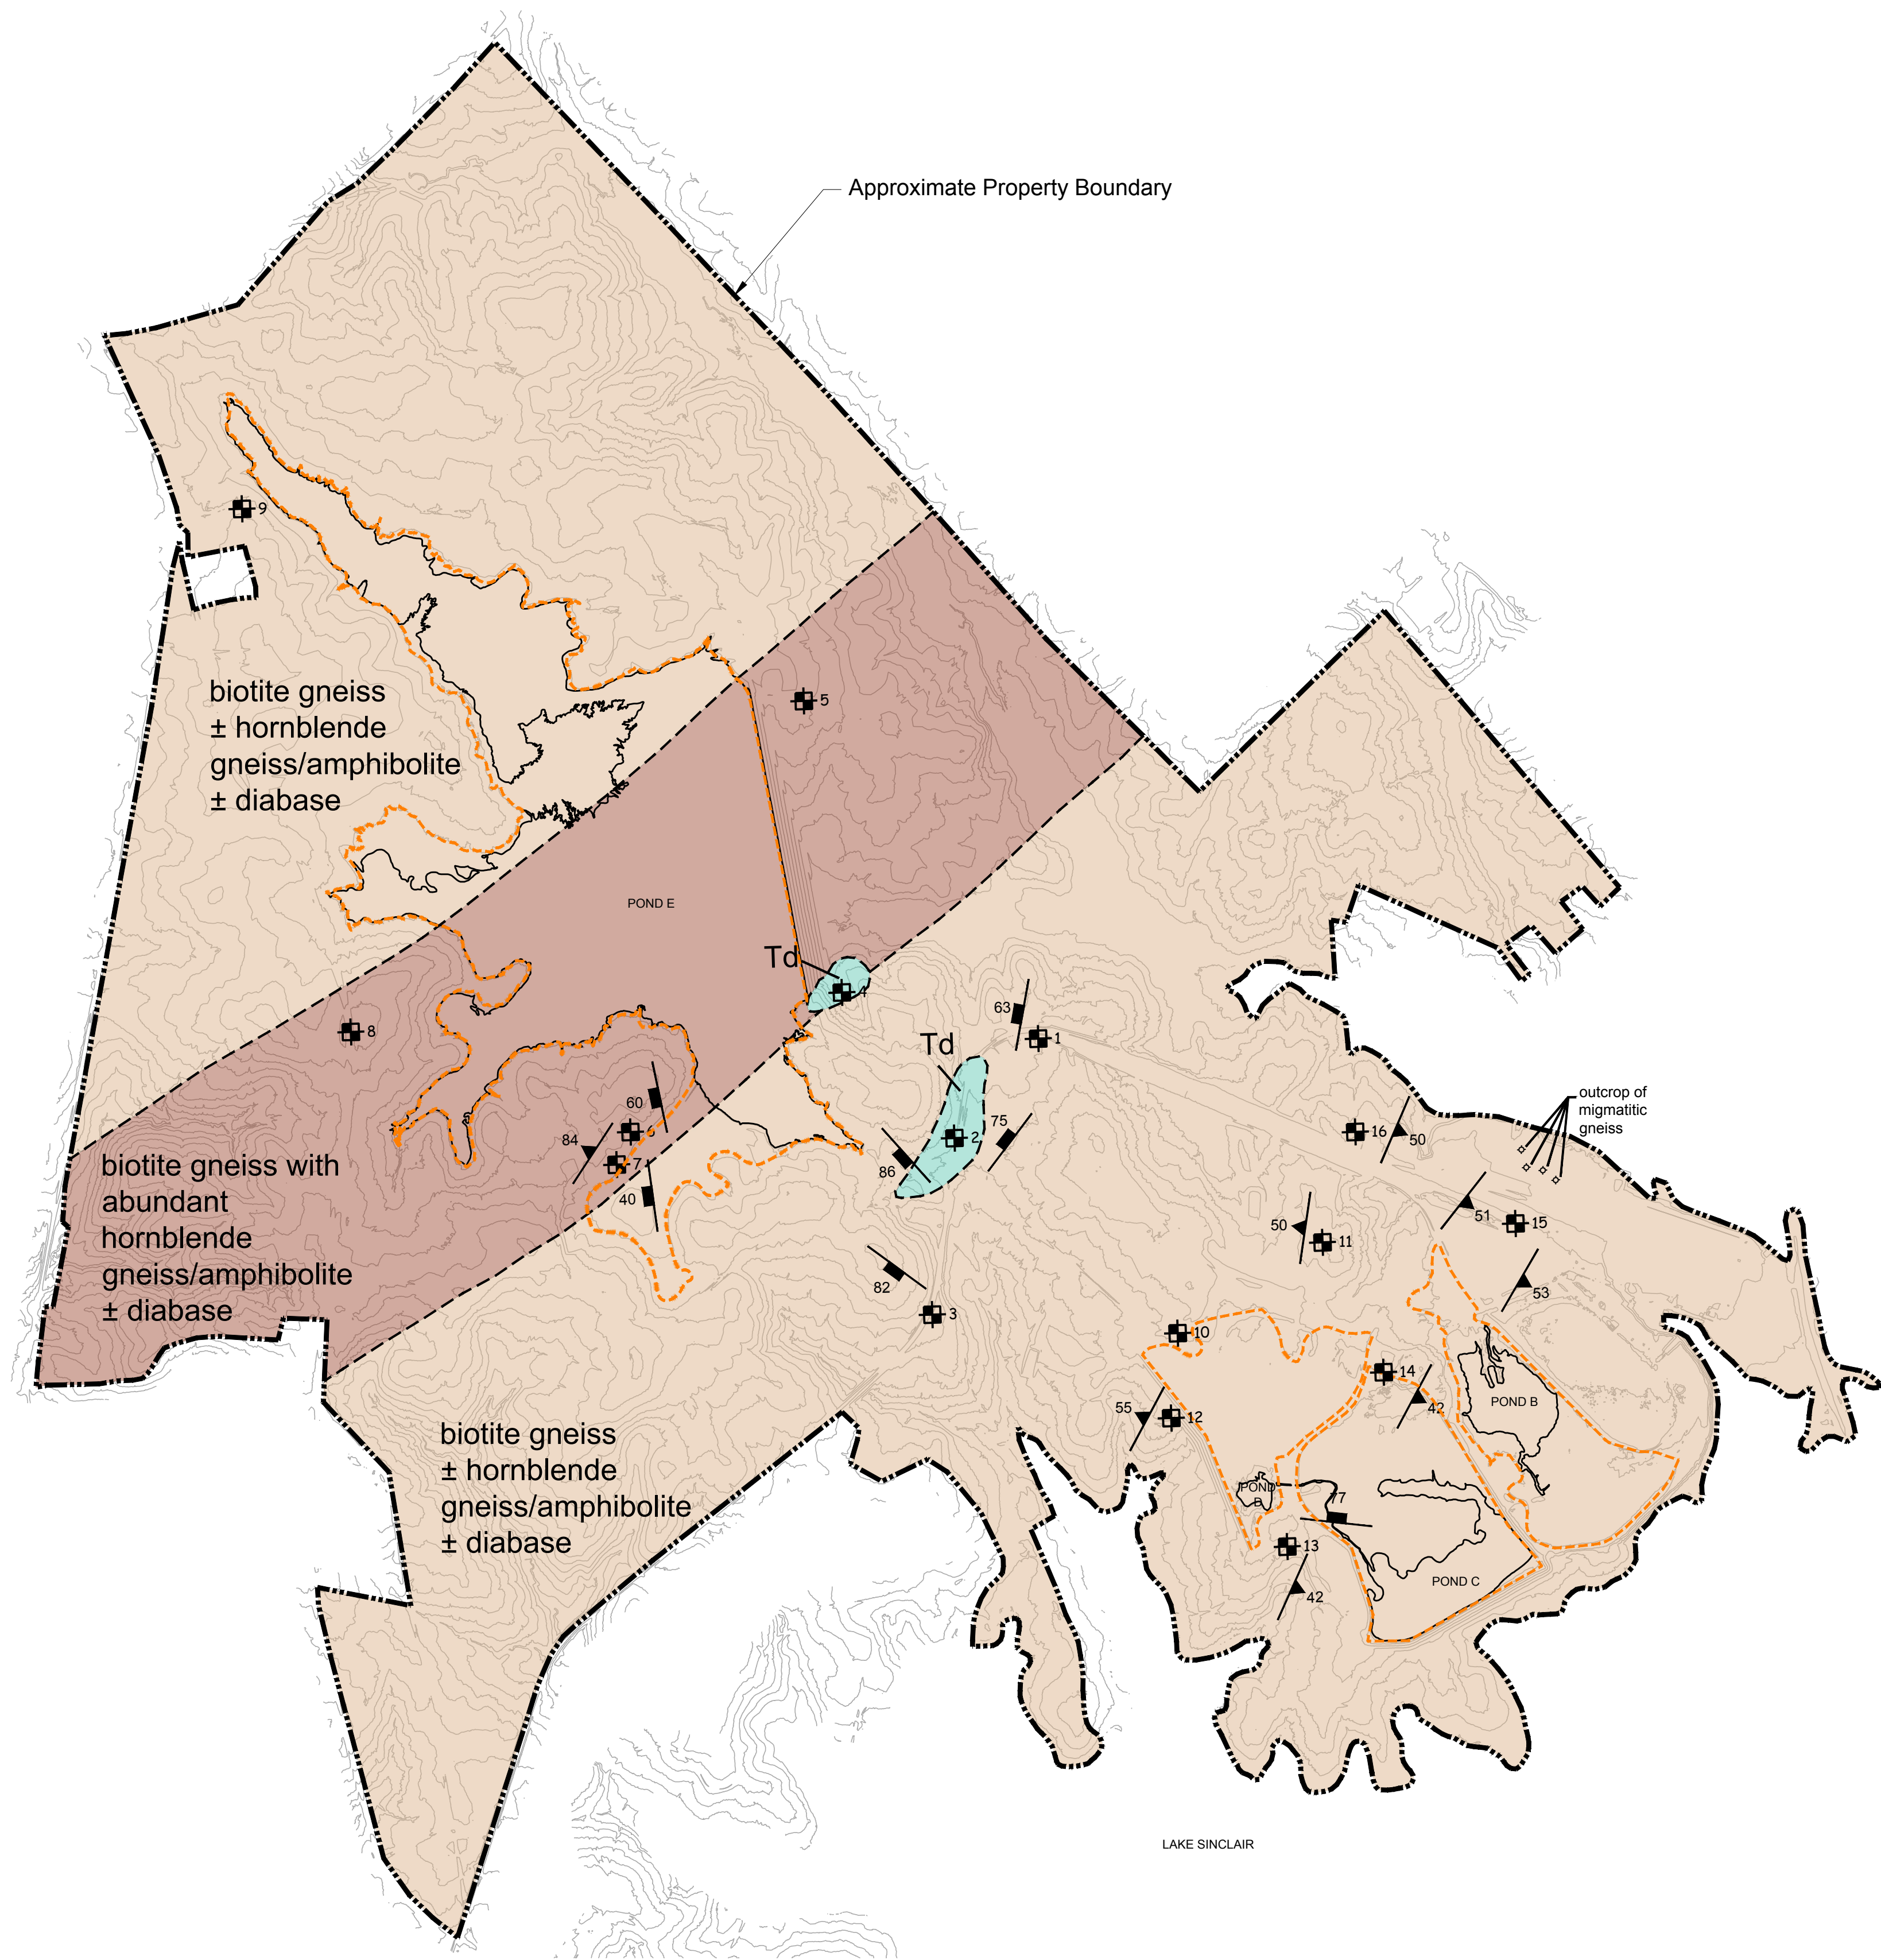 Approximate Property Boundary
9
biotite gneiss
± hornblende
gneiss/amphibolite
± diabase
5
POND E
Td
4
8
63
1
Td
60
84
7
40
2
75
86
16
50
outcrop of
migmatitic
gneiss
biotite gneiss with
abundant
hornblende
gneiss/amphibolite
± diabase
51
15
50
11
53
82
3
10
14
42
POND B
55
12
biotite gneiss
± hornblende
gneiss/amphibolite
± diabase
POND
77
13
42
POND C
LAKE SINCLAIR